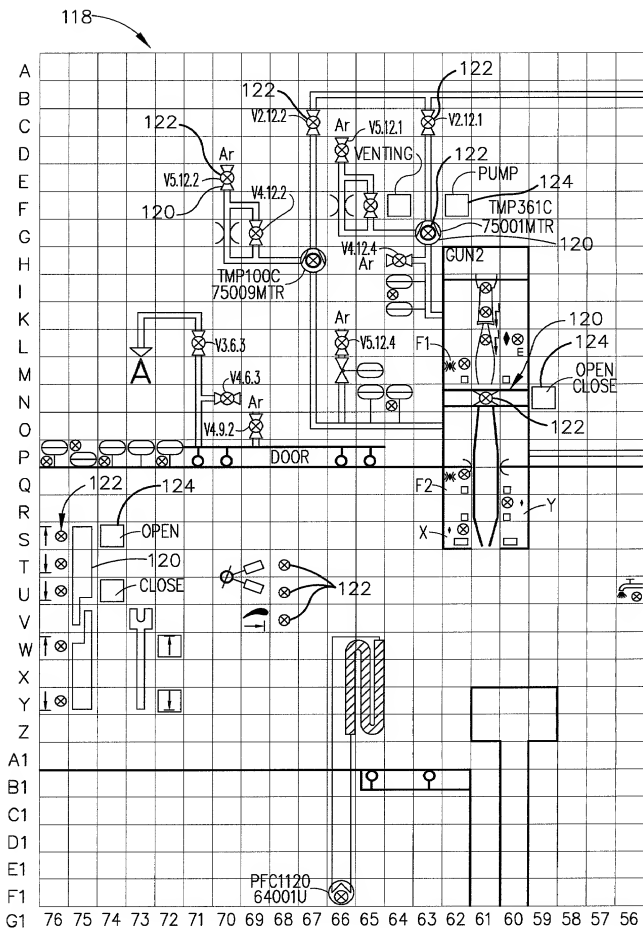 118
A
B
C
D
E
F
G
H
I
K
L
M
N
O
P
Q
R
S
T
U
V
W
X
Y
Z
A1
B1
C1
D1
E1
F1
G1 76 75 74 73 72 71 70 69 68 67 66 65 64 63 62 61 60 59 58 57 56
122
V2.12.2
122
V2.12.1
Ar
V5.12.1
122
Ar
VENTING
122
PUMP
124
V5.12.2
V4.12.2
120
TMP361C
75001MTR
120
V4.12.4
Ar
GUN2
TMP100C
75009MTR
V3.6.3
Ar
V5.12.4
F1
E
120
124
A
OPEN
CLOSE
V4.6.3
Ar
122
V4.9.2
DOOR
F2
Y
X
122
124
OPEN
120
CLOSE
122
PFC1120
64001U